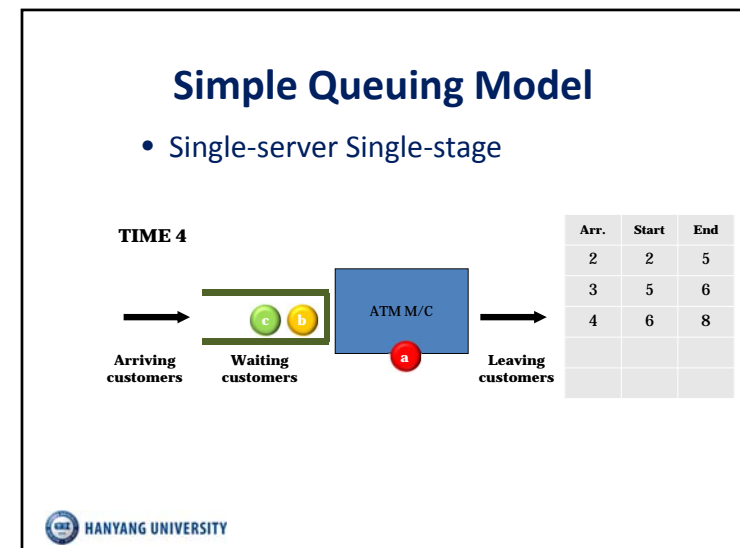 Simple Queuing Model
• Single-server Single-stage
TIME 4
c b
ATM M/C
a
Arriving customers
Waiting customers
Leaving customers
Arr. Start End
2 2 5
3 5 6
4 6 8
HANYANG UNIVERSITY